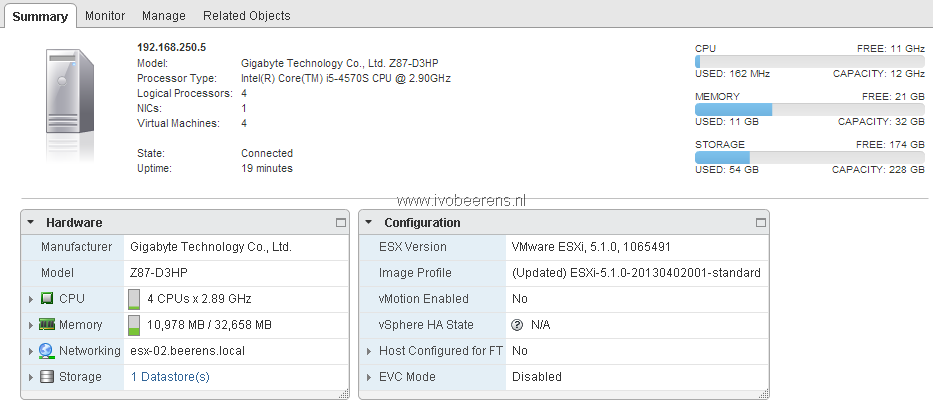 Summary Monitor Manage Related Objects
192.168.250.5
Model: Gigabyte Technology Co., Ltd. Z87-D3HP
Processor Type: Intel(R) Core(TM) i5-4570S CPU @ 2.90GHz
Logical Processors: 4
NICs: 1
Virtual Machines: 4
State: Connected
Uptime: 19 minutes
CPU FREE: 11 GHz
USED: 162 MHz CAPACITY: 12 GHz
MEMORY FREE: 21 GB
USED: 11 GB CAPACITY: 32 GB
STORAGE FREE: 174 GB
USED: 54 GB CAPACITY: 228 GB
www.ivobeerens.nl
Hardware
Manufacturer Gigabyte Technology Co., Ltd.
Model Z87-D3HP
CPU 4 CPUs x 2.89 GHz
Memory 10,978 MB / 32,658 MB
Networking esx-02.beerens.local
Storage 1 Datastore(s)
Configuration
ESX Version VMware ESXi, 5.1.0, 1065491
Image Profile (Updated) ESXi-5.1.0-20130402001-standard
vMotion Enabled No
vSphere HA State ? N/A
Host Configured for FT No
EVC Mode Disabled